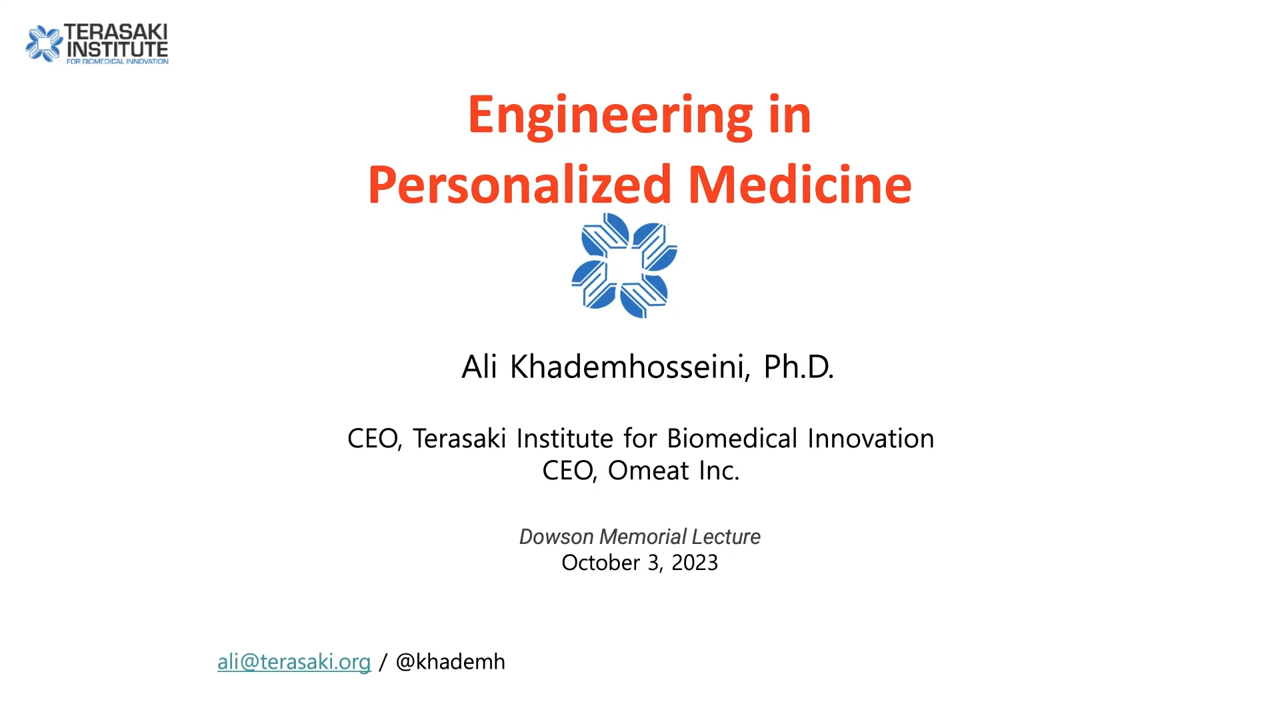 TERASAKI
INSTITUTE
FOR BIOMEDICAL INNOVATION
Engineering in
Personalized Medicine
Ali Khademhosseini, Ph.D.
CEO, Terasaki Institute for Biomedical Innovation
CEO, Omeat Inc.
Dowson Memorial Lecture
October 3, 2023
ali@terasaki.org / @khademh